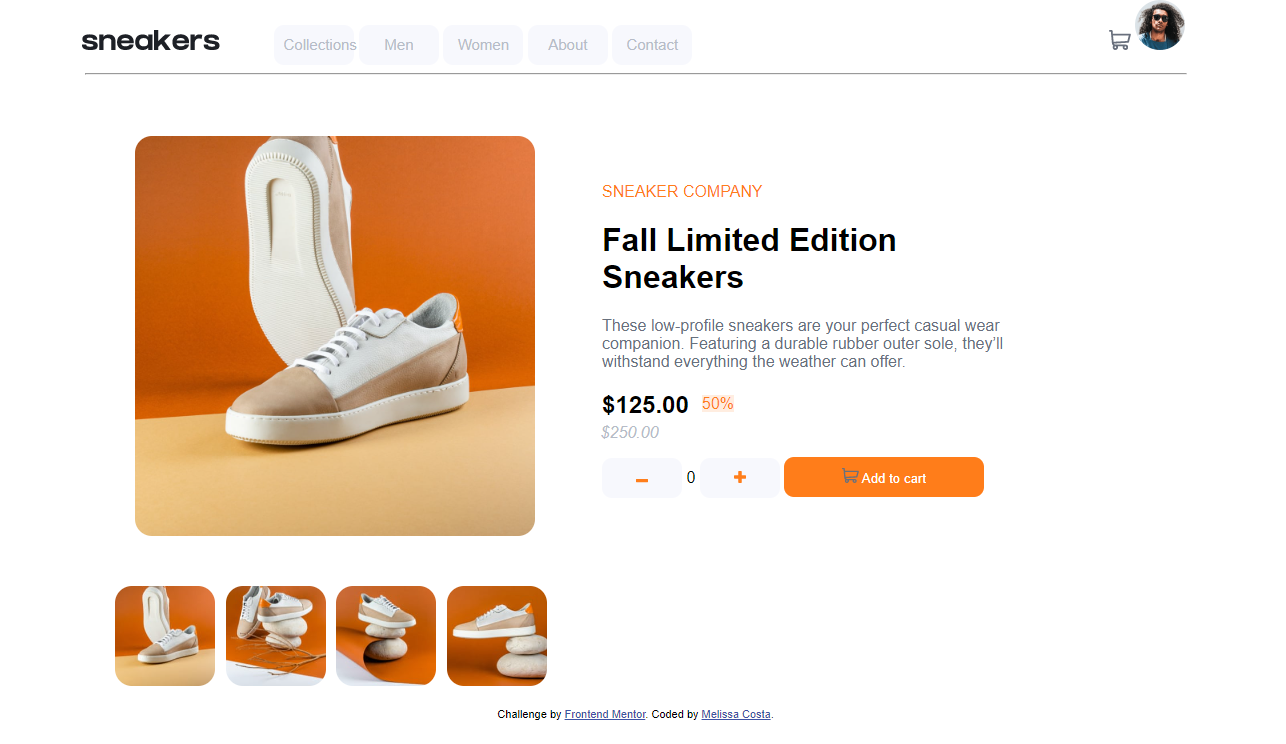 sneakers
Collections Men Women About Contact
SNEAKER COMPANY
Fall Limited Edition
Sneakers
These low-profile sneakers are your perfect casual wear
companion. Featuring a durable rubber outer sole, they’ll
withstand everything the weather can offer.
$125.00 50%
$250.00
- 0 + Add to cart
Challenge by Frontend Mentor. Coded by Melissa Costa.